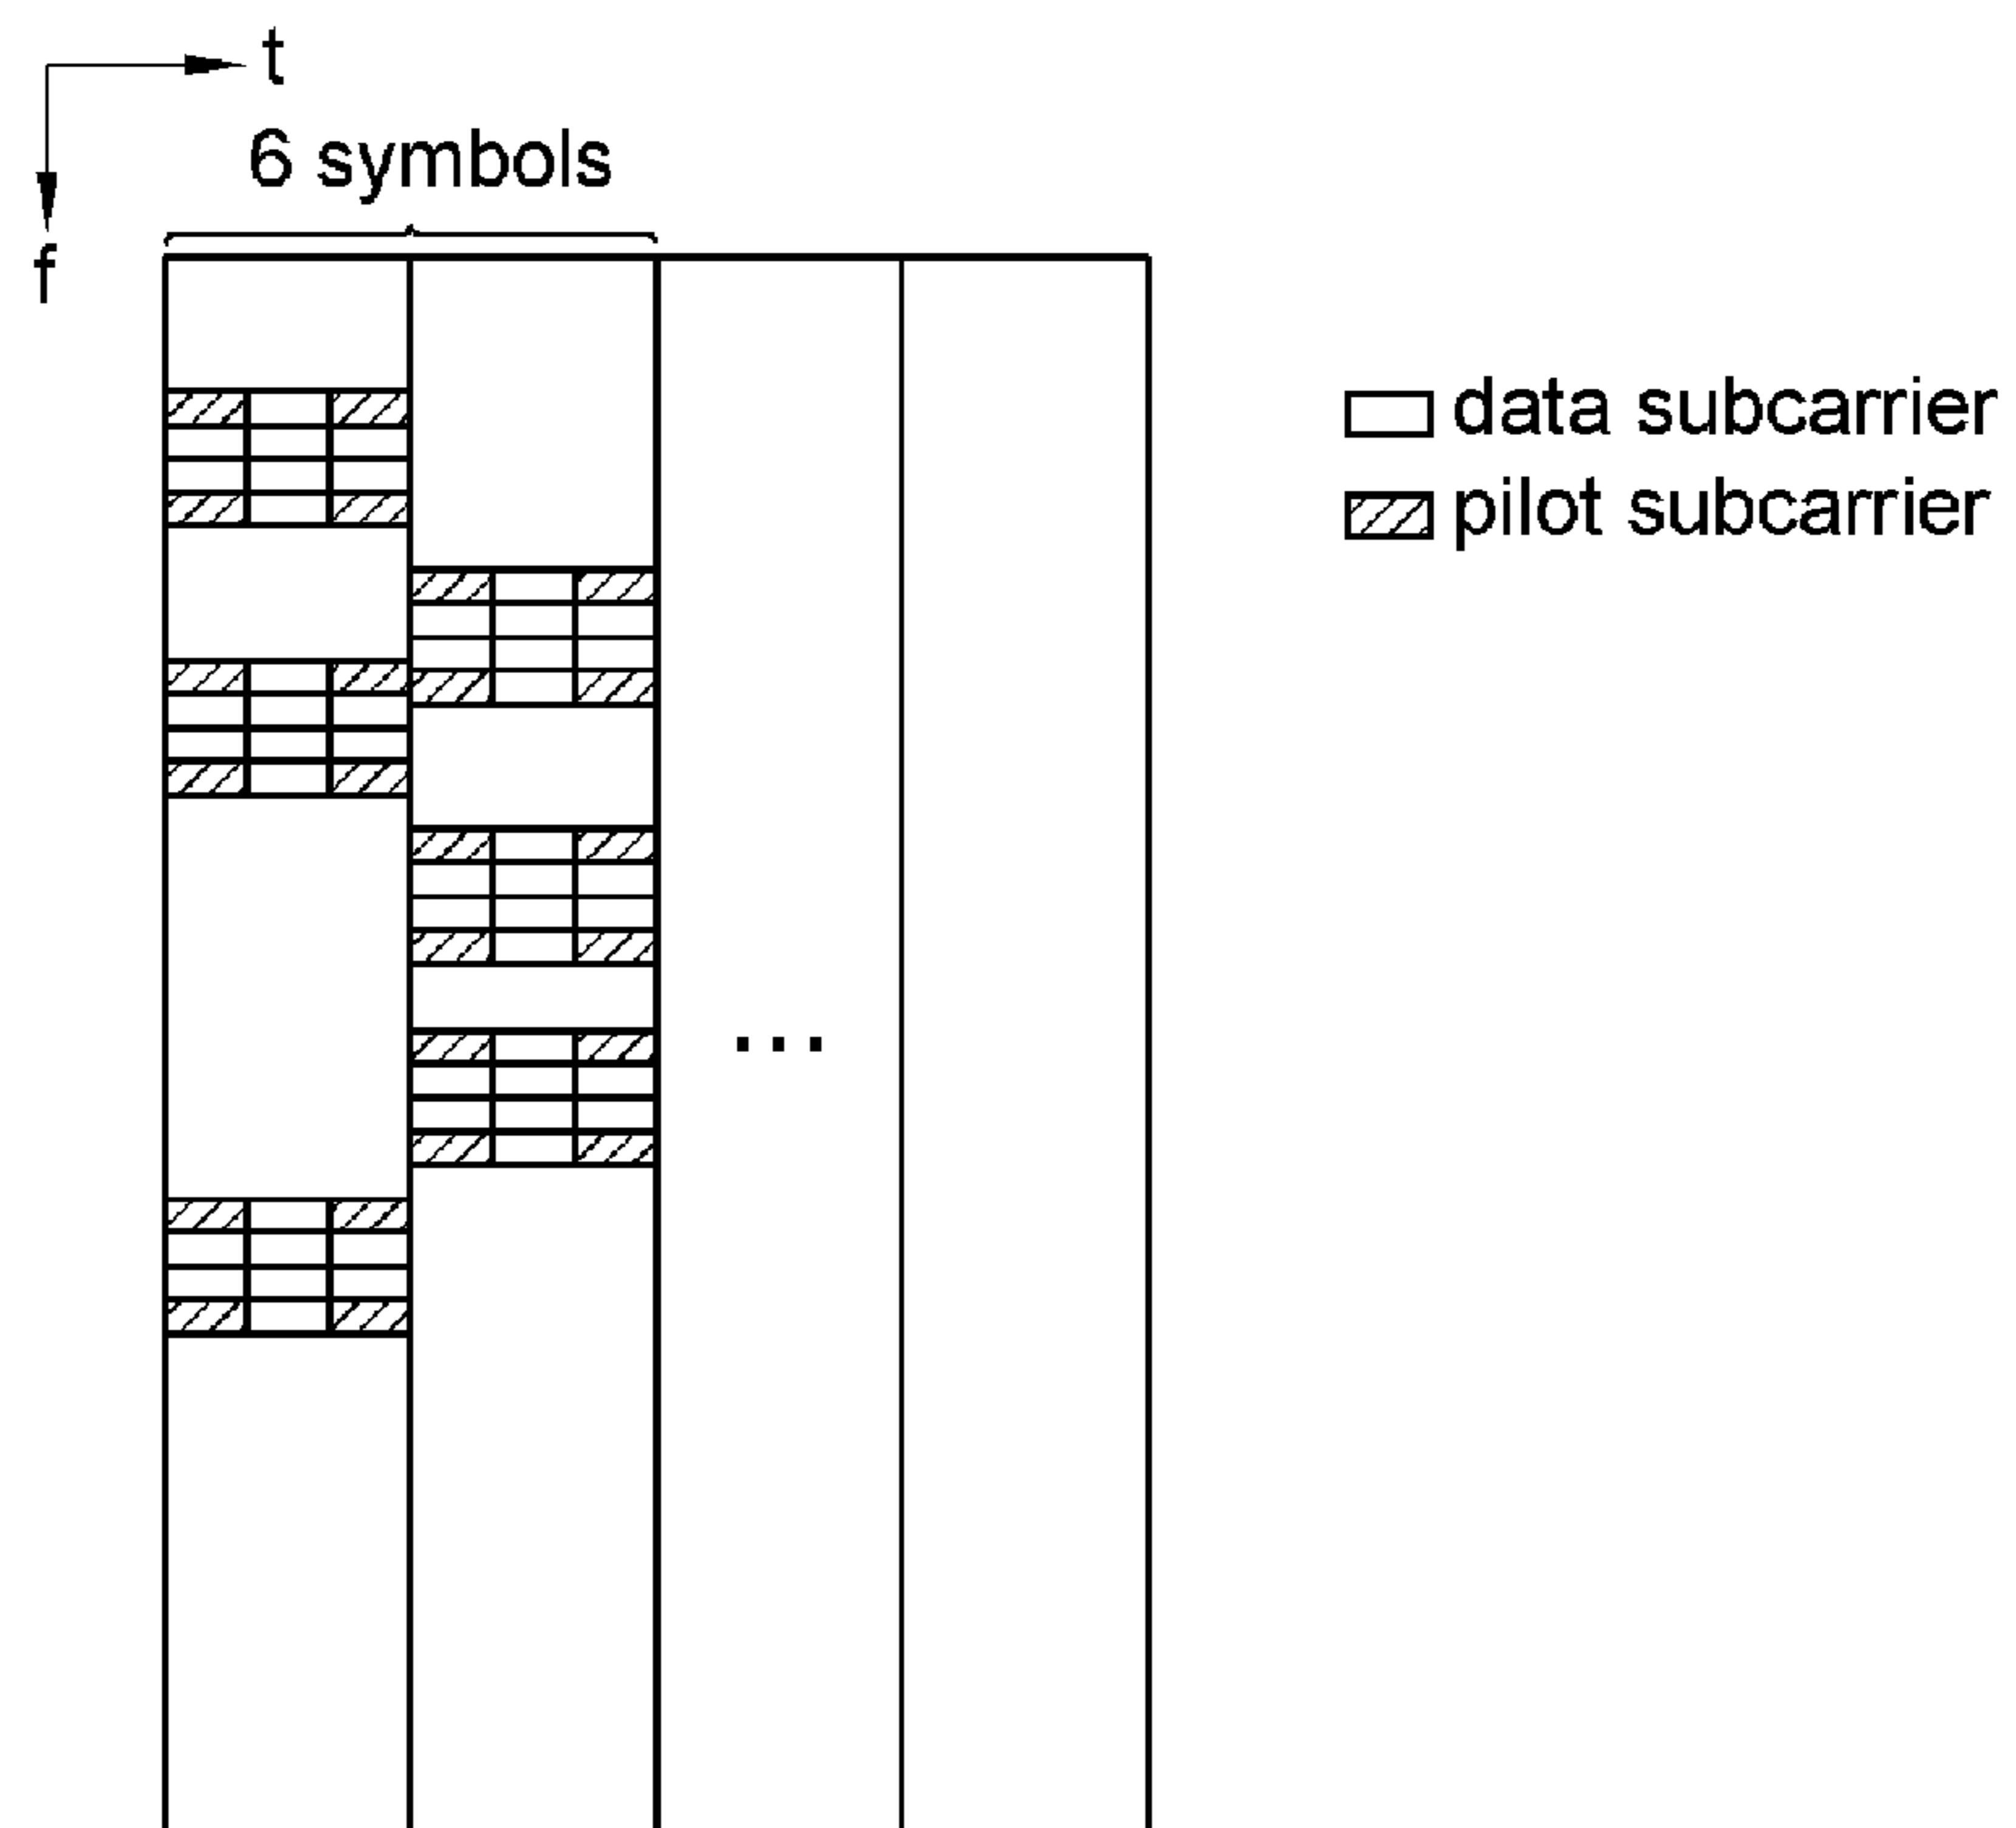 t
6 symbols
f
data subcarrier
pilot subcarrier
...